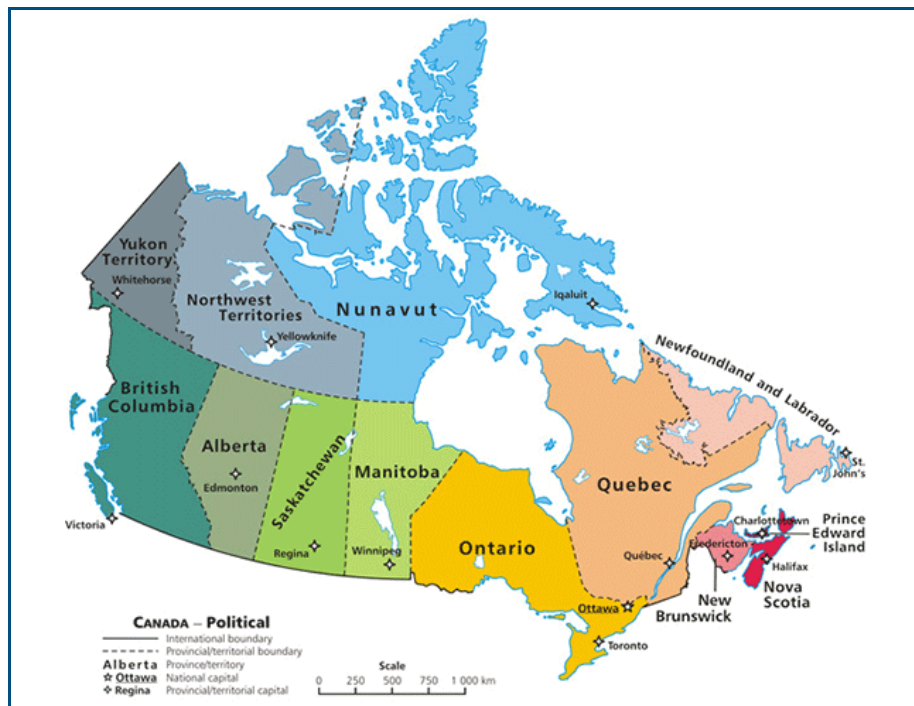 Yukon
Territory
Whitehorse
Northwest
Territories
Yellowknife
Nunavut
Iqaluit
Newfoundland and Labrador
British
Columbia
Alberta
Edmonton
Saskatchewan
Regina
Manitoba
Winnipeg
Victoria
Ontario
Quebec
Québec
Ottawa
Toronto
St.
John's
Charlottetown
Prince
Edward
Island
Fredericton
Halifax
Nova
Scotia
New
Brunswick
CANADA – Political
International boundary
Provincial/territorial boundary
Alberta Province/territory
Ottawa National capital
Regina Provincial/territorial capital
Scale
0 250 500 750 1 000 km